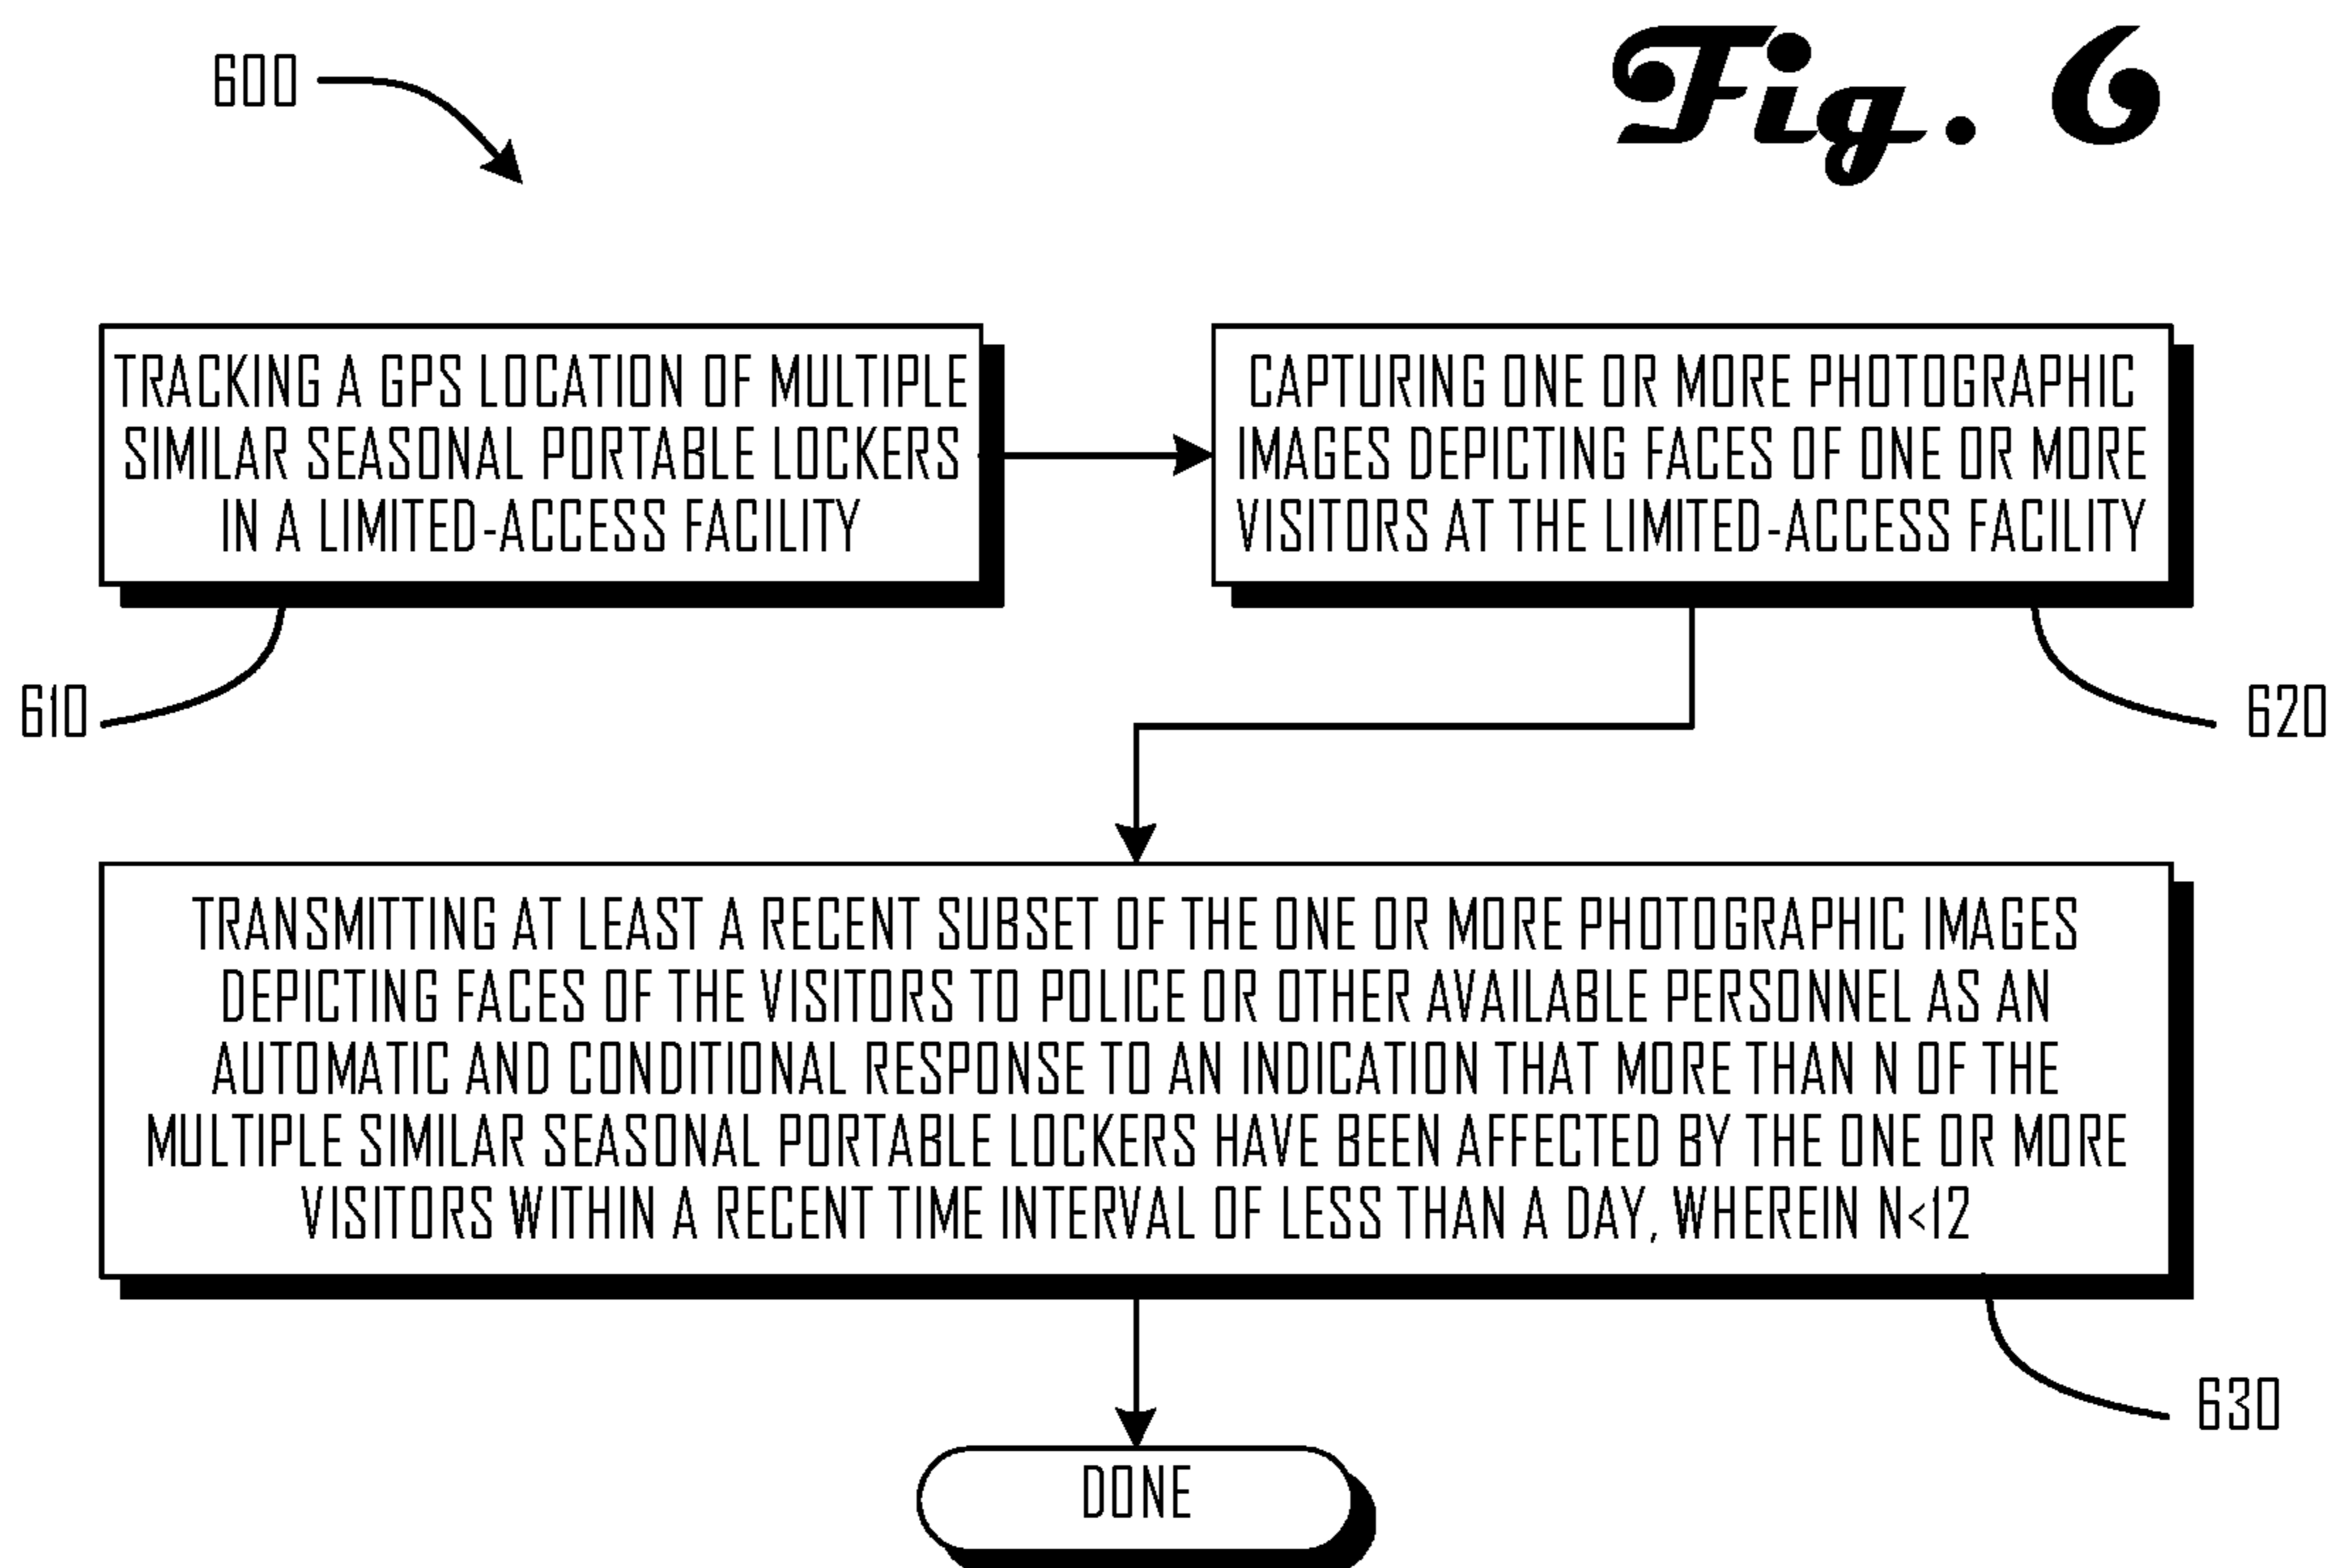 600
Fig. 6
TRACKING A GPS LOCATION OF MULTIPLE
SIMILAR SEASONAL PORTABLE LOCKERS
IN A LIMITED-ACCESS FACILITY
610
CAPTURING ONE OR MORE PHOTOGRAPHIC
IMAGES DEPICTING FACES OF ONE OR MORE
VISITORS AT THE LIMITED-ACCESS FACILITY
620
TRANSMITTING AT LEAST A RECENT SUBSET OF THE ONE OR MORE PHOTOGRAPHIC IMAGES
DEPICTING FACES OF THE VISITORS TO POLICE OR OTHER AVAILABLE PERSONNEL AS AN
AUTOMATIC AND CONDITIONAL RESPONSE TO AN INDICATION THAT MORE THAN N OF THE
MULTIPLE SIMILAR SEASONAL PORTABLE LOCKERS HAVE BEEN AFFECTED BY THE ONE OR MORE
VISITORS WITHIN A RECENT TIME INTERVAL OF LESS THAN A DAY, WHEREIN N<12
630
DONE